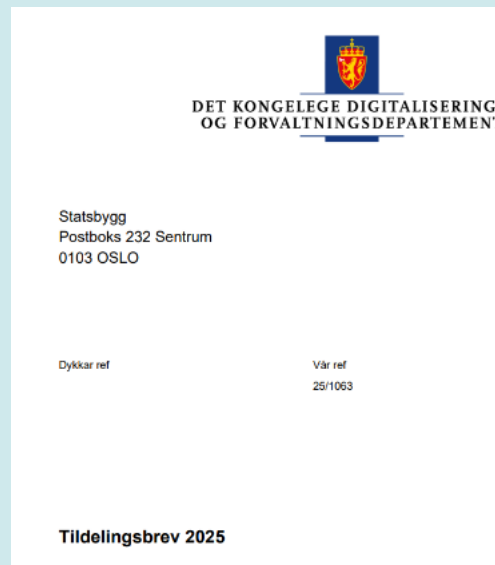 DET KONGELEGE DIGITALISERING
OG FORVALTNINGSDEPARTEMENT
Statsbygg
Postboks 232 Sentrum
0103 OSLO
Dykkar ref
Vår ref
25/1063
Tildelingsbrev 2025